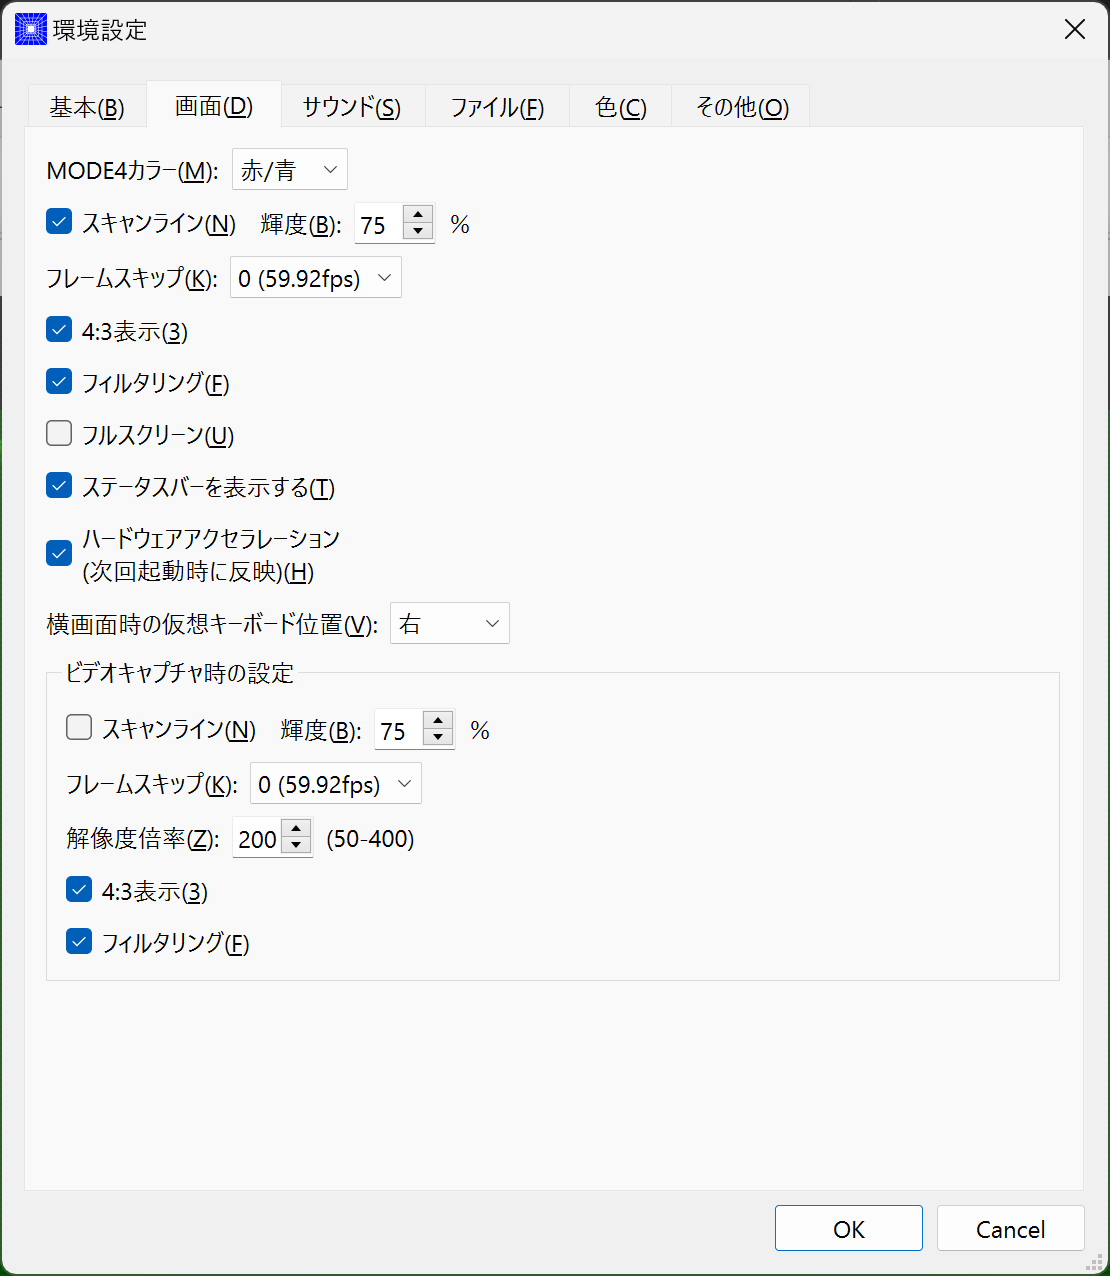 環境設定
基本(B) 画面(D) サウンド(S) ファイル(F) 色(C) その他(O)
MODE4カラー(M): 赤/青
スキャンライン(N) 輝度(B): 75 %
フレームスキップ(K): 0 (59.92fps)
4:3表示(3)
フィルタリング(F)
フルスクリーン(U)
ステータスバーを表示する(T)
ハードウェアアクセラレーション
(次回起動時に反映)(H)
横画面時の仮想キーボード位置(V): 右
ビデオキャプチャ時の設定
スキャンライン(N) 輝度(B): 75 %
フレームスキップ(K): 0 (59.92fps)
解像度倍率(Z): 200 (50-400)
4:3表示(3)
フィルタリング(F)
OK Cancel